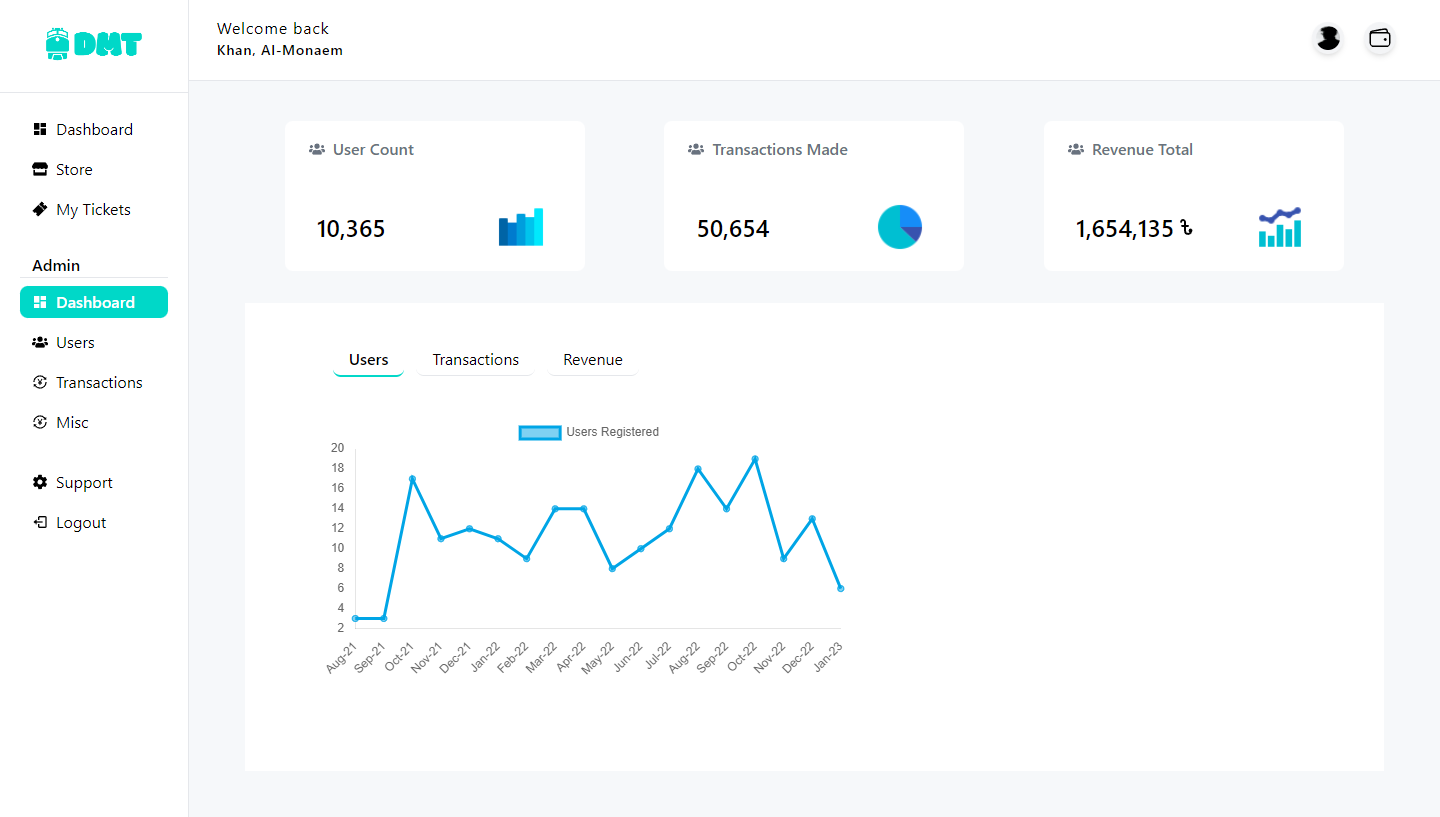 DMT
Welcome back
Khan, Al-Monaem
Dashboard
Store
My Tickets
Admin
Dashboard
Users
Transactions
Misc
Support
Logout
User Count
10,365
Transactions Made
50,654
Revenue Total
1,654,135 ৳
Users Transactions Revenue
Users Registered
20
18
16
14
12
10
8
6
4
2
Aug-21 Sep-21 Oct-21 Nov-21 Dec-21 Jan-22 Feb-22 Mar-22 Apr-22 May-22 Jun-22 Jul-22 Aug-22 Sep-22 Oct-22 Nov-22 Dec-22 Jan-23